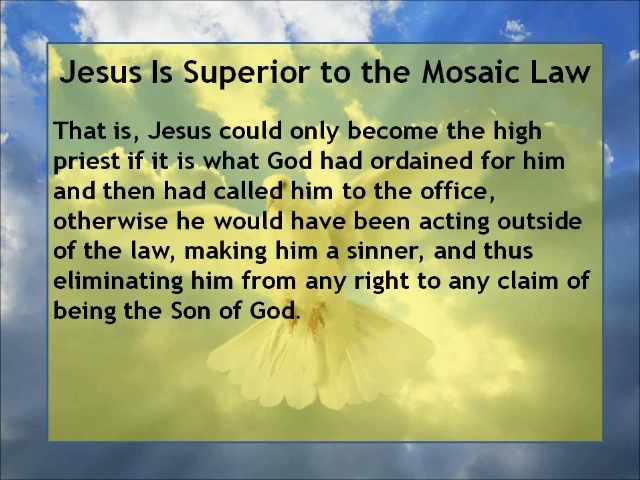 Jesus Is Superior to the Mosaic Law
That is, Jesus could only become the high
priest if it is what God had ordained for him
and then had called him to the office,
otherwise he would have been acting outside
of the law, making him a sinner, and thus
eliminating him from any right to any claim of
being the Son of God.